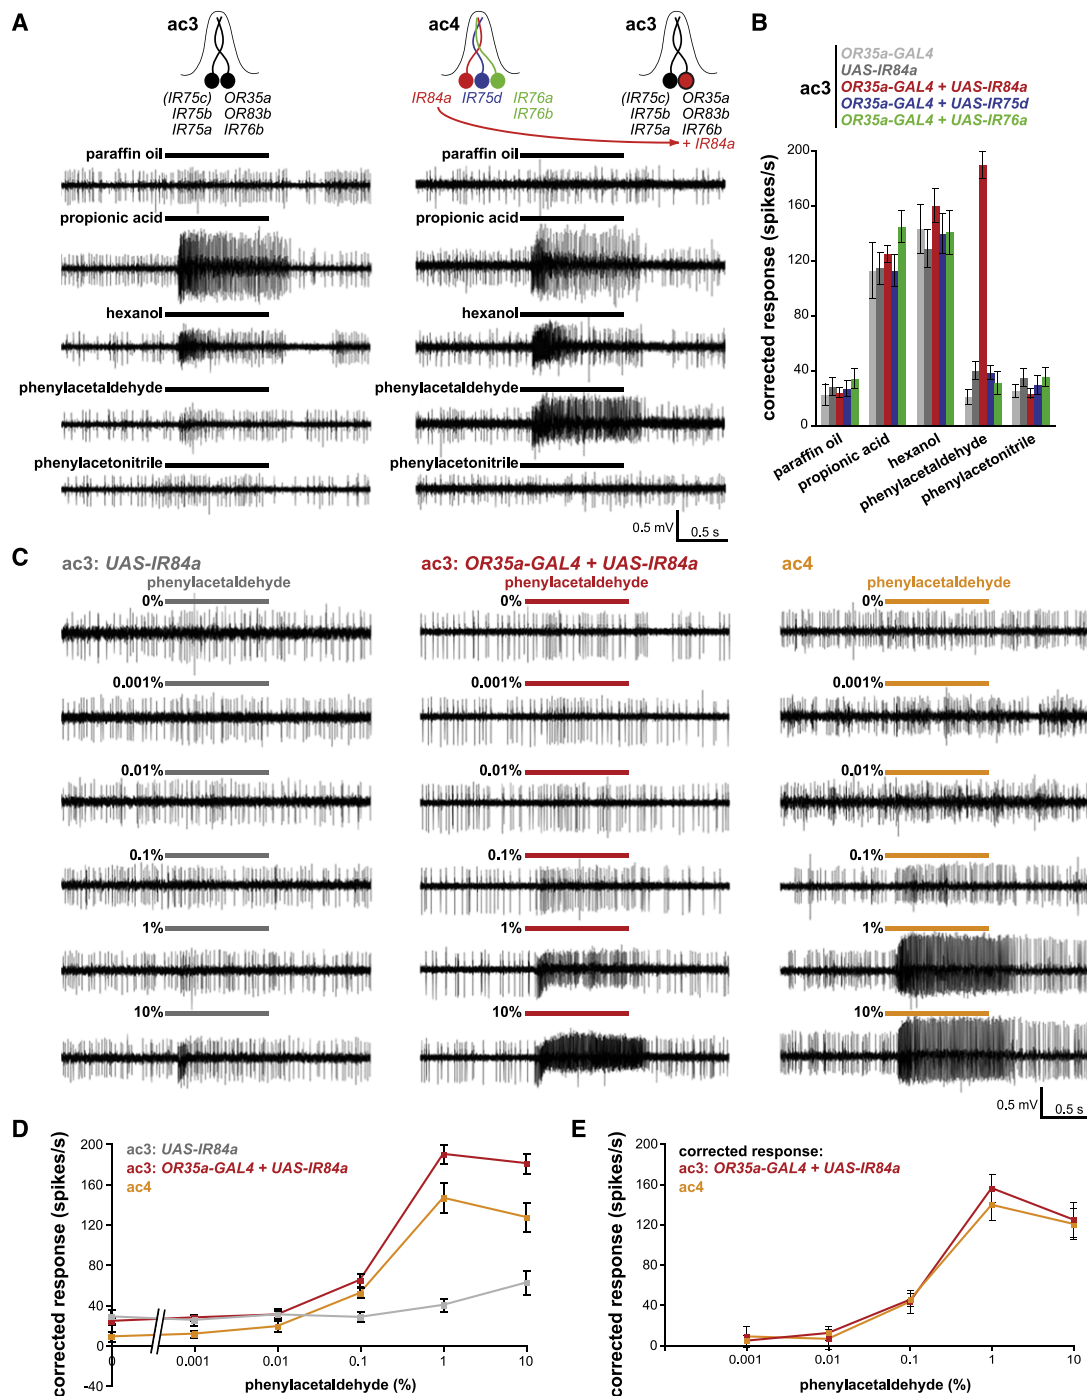 A
ac3
ac4
ac3
(IR75c) OR35a
IR75b OR83b
IR75a IR76b
IR84a IR75d IR76a
IR76b
(IR75c) OR35a
IR75b OR83b
IR75a IR76b
+ IR84a
paraffin oil
propionic acid
hexanol
phenylacetaldehyde
phenylacetonitrile
paraffin oil
propionic acid
hexanol
phenylacetaldehyde
phenylacetonitrile
0.5 mV
0.5 s
B
ac3
OR35a-GAL4
UAS-IR84a
OR35a-GAL4 + UAS-IR84a
OR35a-GAL4 + UAS-IR75d
OR35a-GAL4 + UAS-IR76a
corrected response (spikes/s)
200
160
120
80
40
0
paraffin oil
propionic acid
hexanol
phenylacetaldehyde
phenylacetonitrile
C
ac3: UAS-IR84a
phenylacetaldehyde
0%
0.001%
0.01%
0.1%
1%
10%
ac3: OR35a-GAL4 + UAS-IR84a
phenylacetaldehyde
0%
0.001%
0.01%
0.1%
1%
10%
ac4
phenylacetaldehyde
0%
0.001%
0.01%
0.1%
1%
10%
0.5 mV
0.5 s
D
ac3: UAS-IR84a
ac3: OR35a-GAL4 + UAS-IR84a
ac4
corrected response (spikes/s)
200
160
120
80
40
0
-40
0 0.001 0.01 0.1 1 10
phenylacetaldehyde (%)
E
corrected response:
ac3: OR35a-GAL4 + UAS-IR84a
ac4
corrected response (spikes/s)
200
160
120
80
40
0
0.001 0.01 0.1 1 10
phenylacetaldehyde (%)